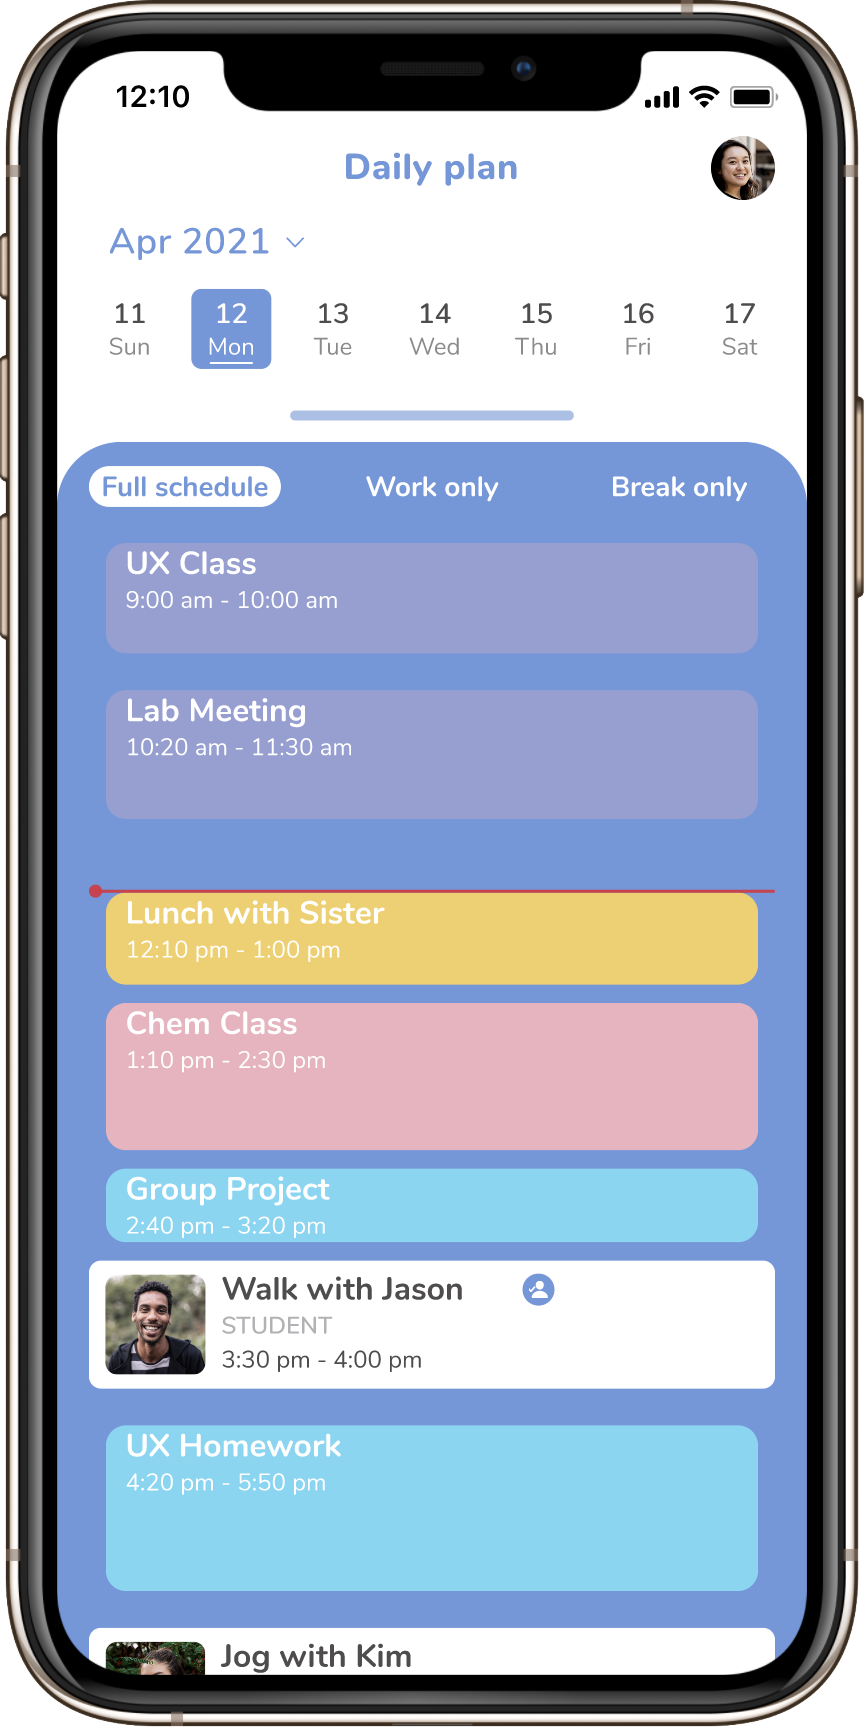 12:10
Daily plan
Apr 2021
11 12 13 14 15 16 17
Sun Mon Tue Wed Thu Fri Sat
Full schedule Work only Break only
UX Class
9:00 am - 10:00 am
Lab Meeting
10:20 am - 11:30 am
Lunch with Sister
12:10 pm - 1:00 pm
Chem Class
1:10 pm - 2:30 pm
Group Project
2:40 pm - 3:20 pm
Walk with Jason
STUDENT
3:30 pm - 4:00 pm
UX Homework
4:20 pm - 5:50 pm
Jog with Kim